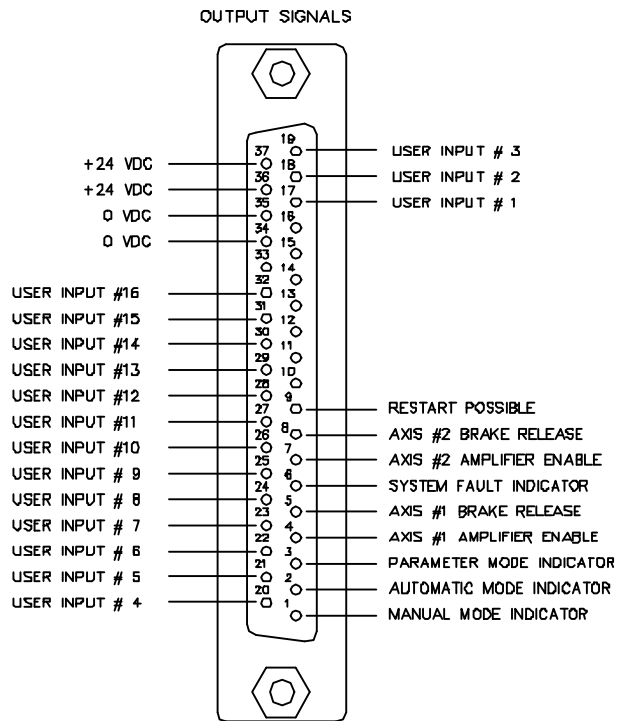 OUTPUT SIGNALS
19
37
USER INPUT # 3
+24 VDC
18
36
USER INPUT # 2
+24 VDC
17
35
USER INPUT # 1
0 VDC
16
34
0 VDC
15
33
14
32
USER INPUT #16
13
31
USER INPUT #15
12
30
USER INPUT #14
11
29
USER INPUT #13
10
28
USER INPUT #12
9
27
RESTART POSSIBLE
USER INPUT #11
8
26
AXIS #2 BRAKE RELEASE
USER INPUT #10
7
25
AXIS #2 AMPLIFIER ENABLE
USER INPUT # 9
6
24
SYSTEM FAULT INDICATOR
USER INPUT # 8
5
23
AXIS #1 BRAKE RELEASE
USER INPUT # 7
4
22
AXIS #1 AMPLIFIER ENABLE
USER INPUT # 6
3
21
PARAMETER MODE INDICATOR
USER INPUT # 5
2
20
AUTOMATIC MODE INDICATOR
USER INPUT # 4
1
MANUAL MODE INDICATOR